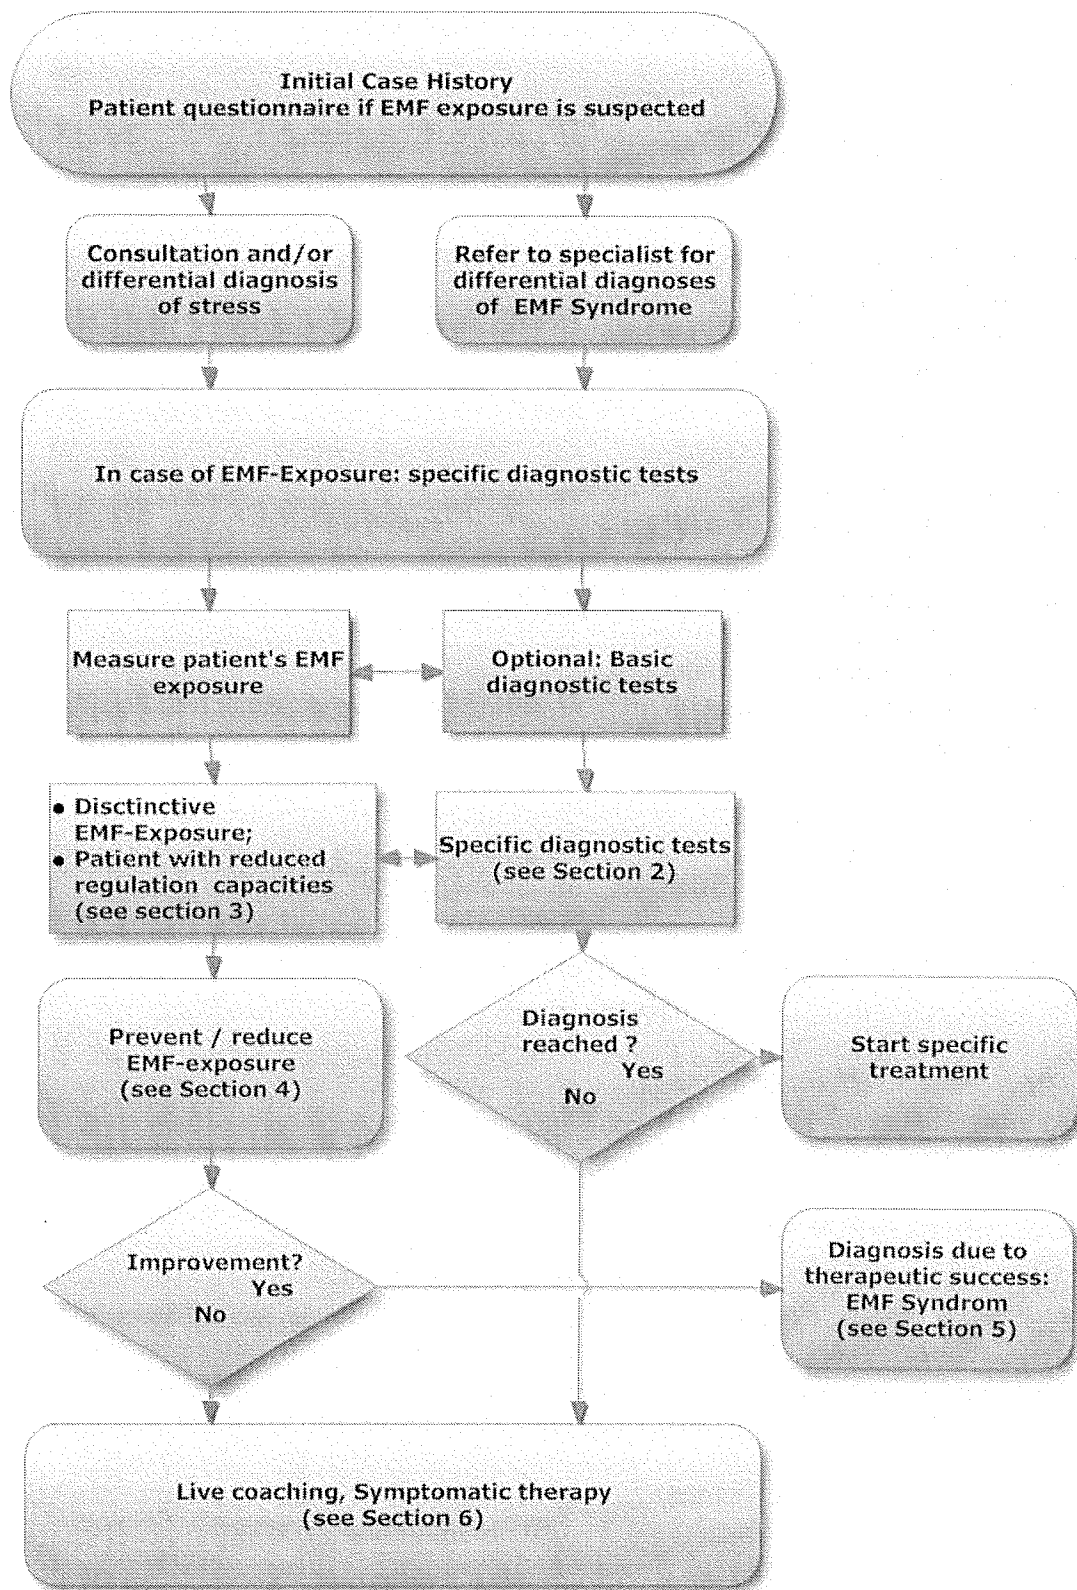 Initial Case History
Patient questionnaire if EMF exposure is suspected
Consultation and/or
differential diagnosis
of stress
Refer to specialist for
differential diagnoses
of EMF Syndrome
In case of EMF-Exposure: specific diagnostic tests
Measure patient's EMF
exposure
Optional: Basic
diagnostic tests
• Disctinctive
EMF-Exposure;
• Patient with reduced
regulation capacities
(see section 3)
Specific diagnostic tests
(see Section 2)
Prevent / reduce
EMF-exposure
(see Section 4)
Diagnosis
reached ?
Yes
No
Start specific
treatment
Improvement?
Yes
No
Diagnosis due to
therapeutic success:
EMF Syndrom
(see Section 5)
Live coaching, Symptomatic therapy
(see Section 6)